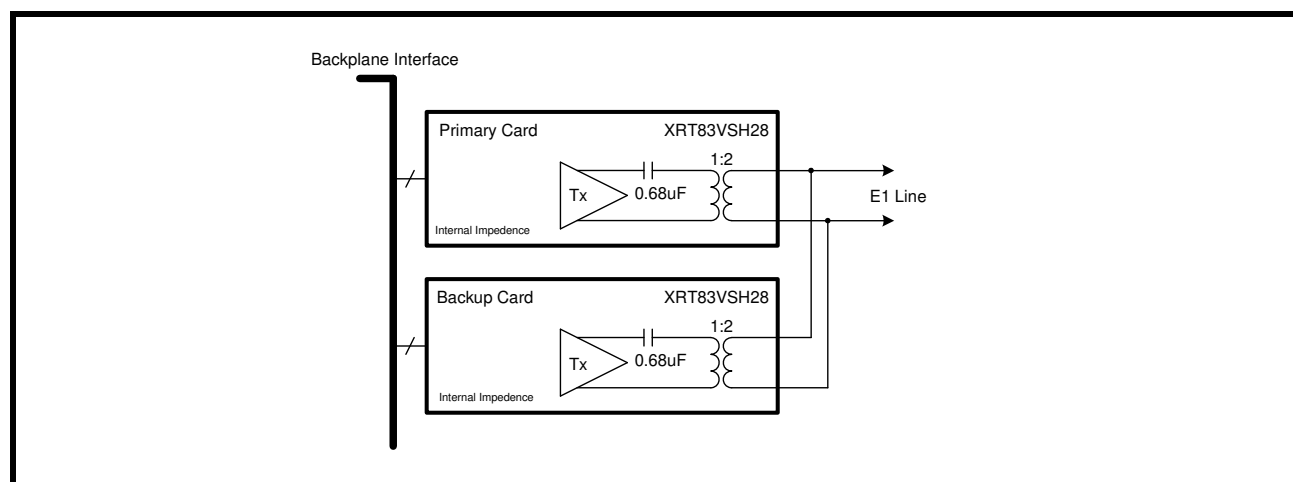 Backplane Interface
Primary Card
XRT83VSH28
1:2
Tx
0.68uF
Internal Impedence
E1 Line
Backup Card
XRT83VSH28
1:2
Tx
0.68uF
Internal Impedence